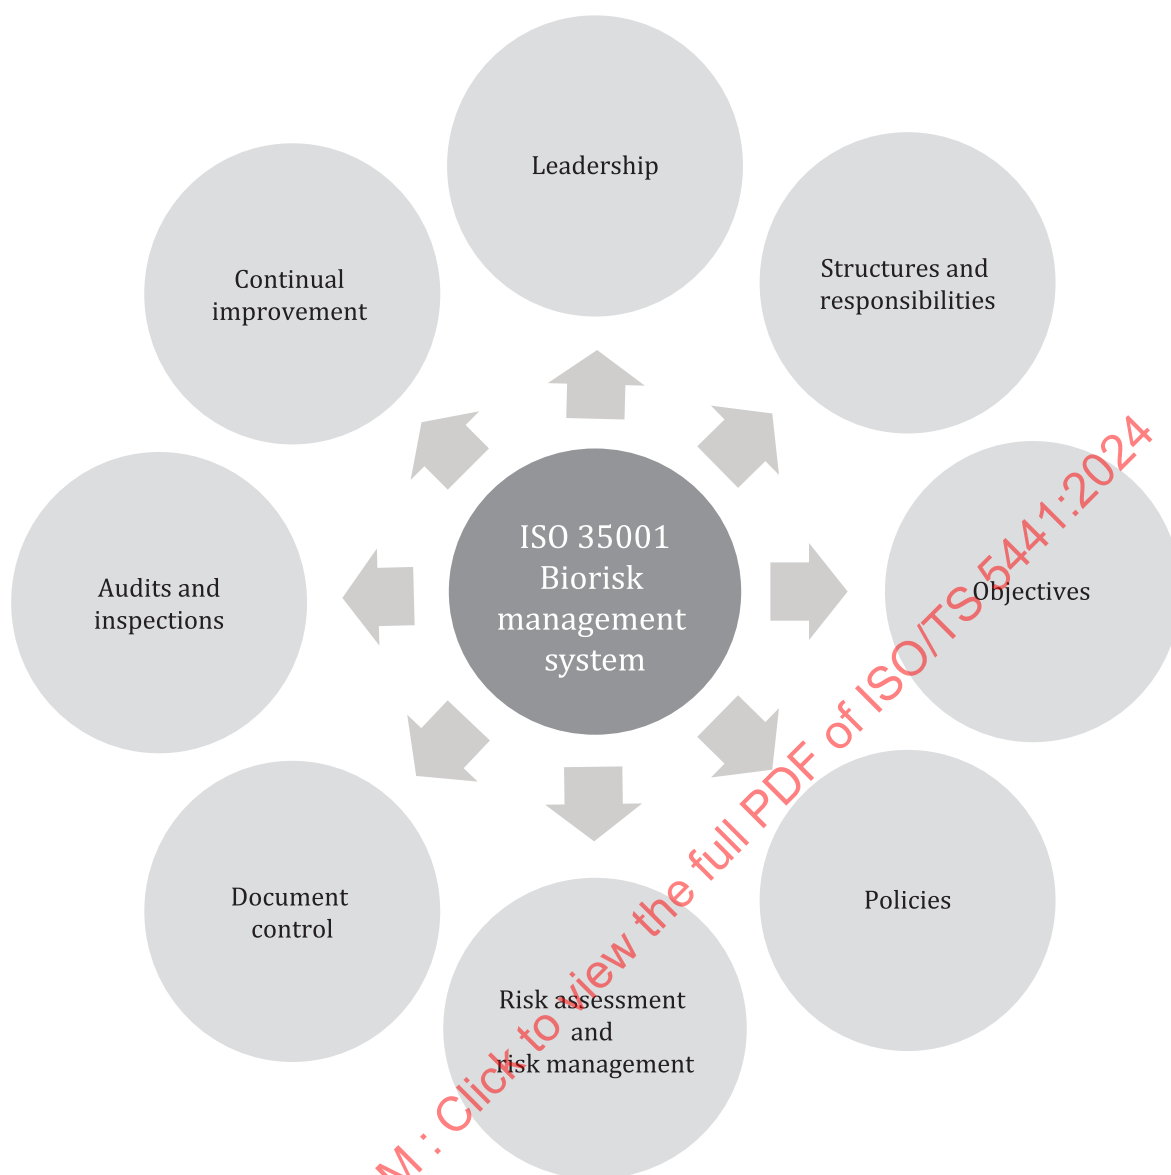 Leadership
Structures and
responsibilities
Objectives
Policies
Risk assessment
and
risk management
Document
control
Audits and
inspections
Continual
improvement
ISO 35001
Biorisk
management
system
M : Click to view the full PDF of ISO/TS 5441:2024